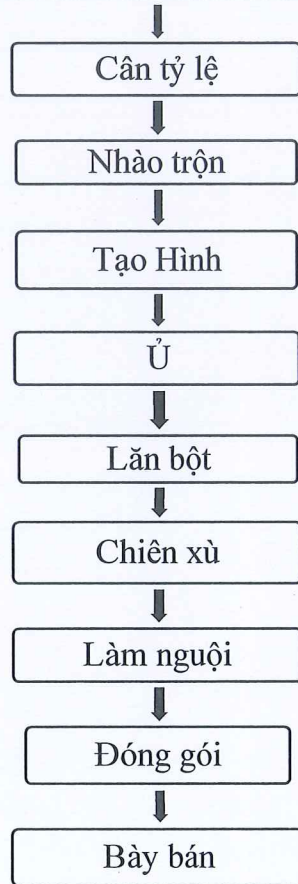 Cân tỷ lệ
Nhào trộn
Tạo Hình
Ủ
Lăn bột
Chiên xù
Làm nguội
Đóng gói
Bày bán